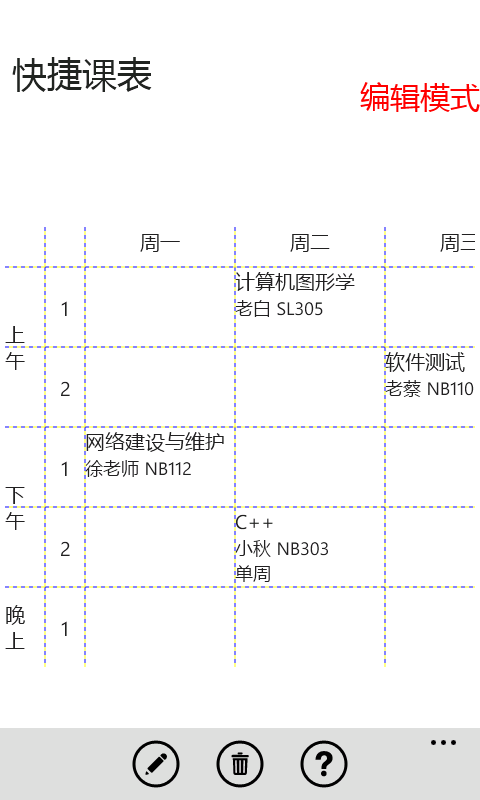 快捷课表
编辑模式
周一 周二 周三
计算机图形学
1 老白 SL305
上午
软件测试
2 老蔡 NB110
网络建设与维护
1 徐老师 NB112
下午
C++
2 小秋 NB303
单周
晚上
1